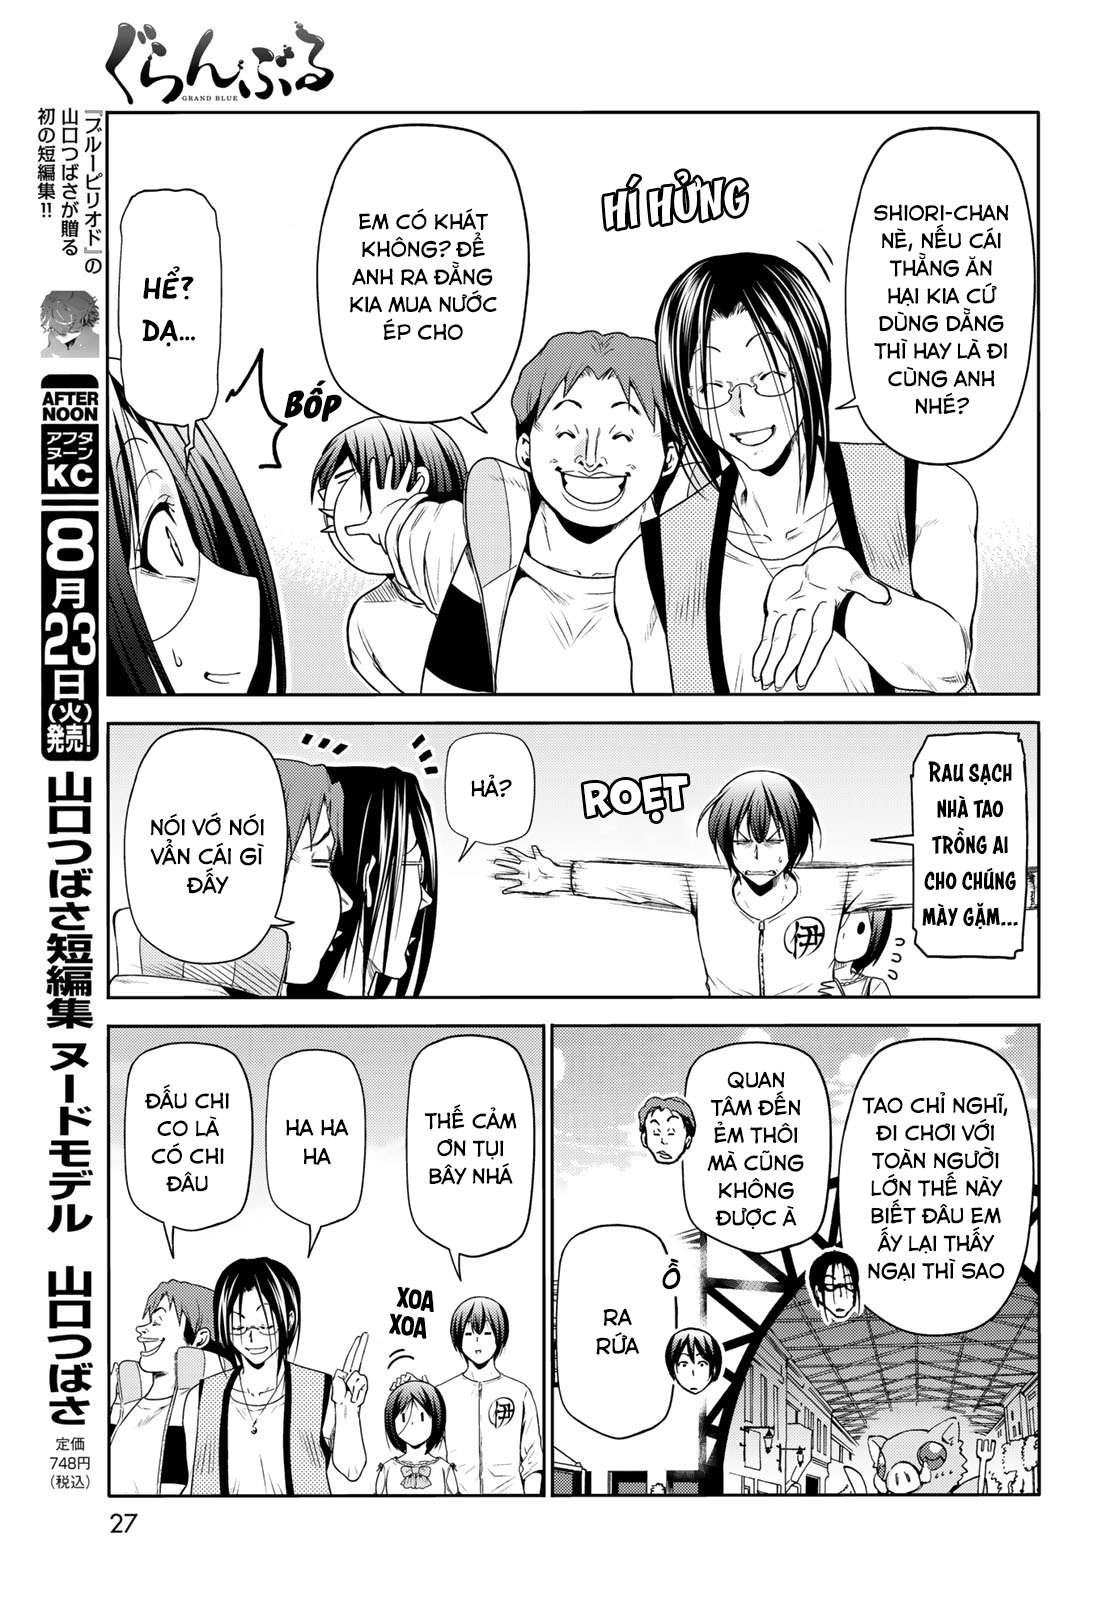 ぐらんぶる
GRAND BLUE
『ブルーピリオド』の
山口つばさが贈る
初の短編集!!
AFTER
NOON
アフタ
ヌーン
KC
8月23日(火)発売!
山口つばさ短編集 ヌードモデル 山口つばさ
定価
748円
(税込)
SHIORI-CHAN
NÈ, NẾU CÁI
THẰNG ĂN
HẠI KIA CỨ
DÙNG DẰNG
THÌ HAY LÀ ĐI
CÙNG ANH
NHÉ?
HÍ HỬNG
EM CÓ KHÁT
KHÔNG? ĐỂ
ANH RA ĐẰNG
KIA MUA NƯỚC
ÉP CHO
BỐP
HỂ?
DẠ...
RAU SẠCH
NHÀ TAO
TRỒNG AI
CHO CHÚNG
MÀY GẶM...
ROẸT
伊
HẢ?
NÓI VỚ NÓI
VẨN CÁI GÌ
ĐẤY
TAO CHỈ NGHĨ,
ĐI CHƠI VỚI
TOÀN NGƯỜI
LỚN THẾ NÀY
BIẾT ĐÂU EM
ẤY LẠI THẤY
NGẠI THÌ SAO
QUAN
TÂM ĐẾN
ẺM THÔI
MÀ CŨNG
KHÔNG
ĐƯỢC À
Ồ
RA
RỨA
THẾ CẢM
ƠN TỤI
BÂY NHÁ
XOA
XOA
伊
HA HA
HA
ĐẤU CHI
CO LÀ
CÓ CHI
ĐÂU
27